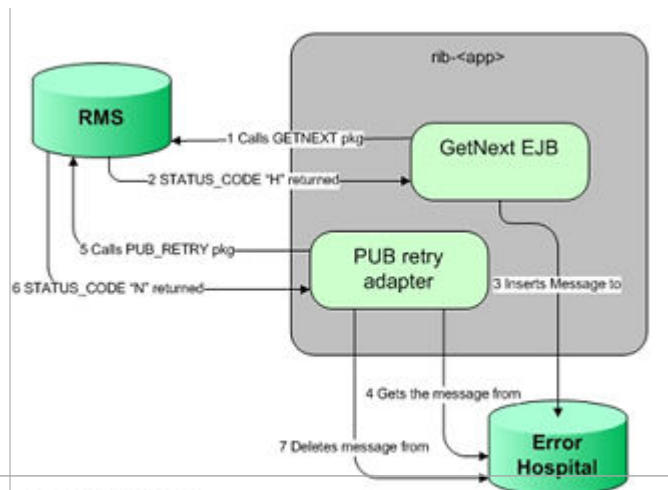 rib-<app>
RMS
1 Calls GETNEXT pkg
GetNext EJB
2 STATUS_CODE "H" returned
5 Calls PUB_RETRY pkg
PUB retry
adapter
6 STATUS_CODE "N" returned
3 Inserts Message to
4 Gets the message from
7 Deletes message from
Error
Hospital